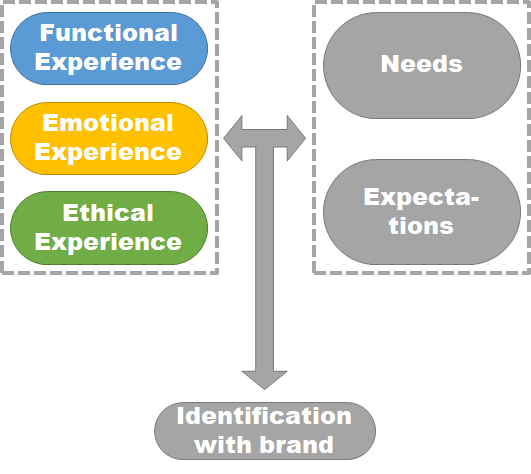 Functional
Experience
Emotional
Experience
Ethical
Experience
Needs
Expecta-
tions
Identification
with brand